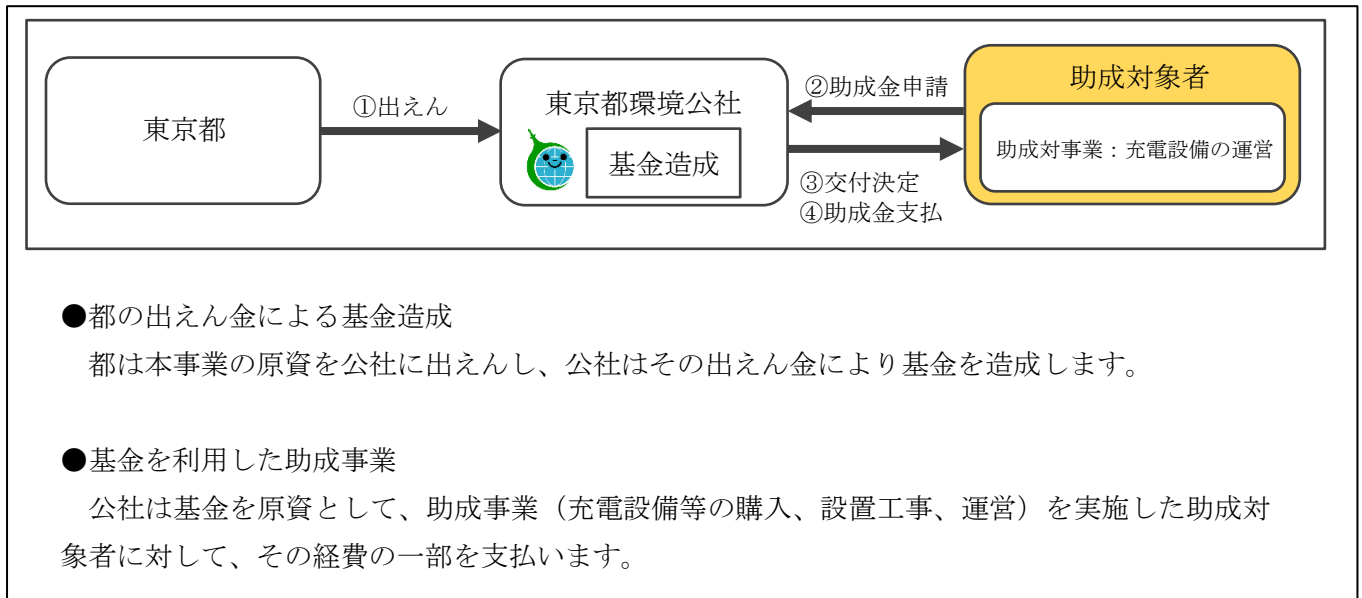 東京都
①出えん
東京都環境公社
基金造成
②助成金申請
③交付決定
④助成金支払
助成対象者
助成対事業：充電設備の運営
●都の出えん金による基金造成
都は本事業の原資を公社に出えんし、公社はその出えん金により基金を造成します。
●基金を利用した助成事業
公社は基金を原資として、助成事業（充電設備等の購入、設置工事、運営）を実施した助成対
象者に対して、その経費の一部を支払います。